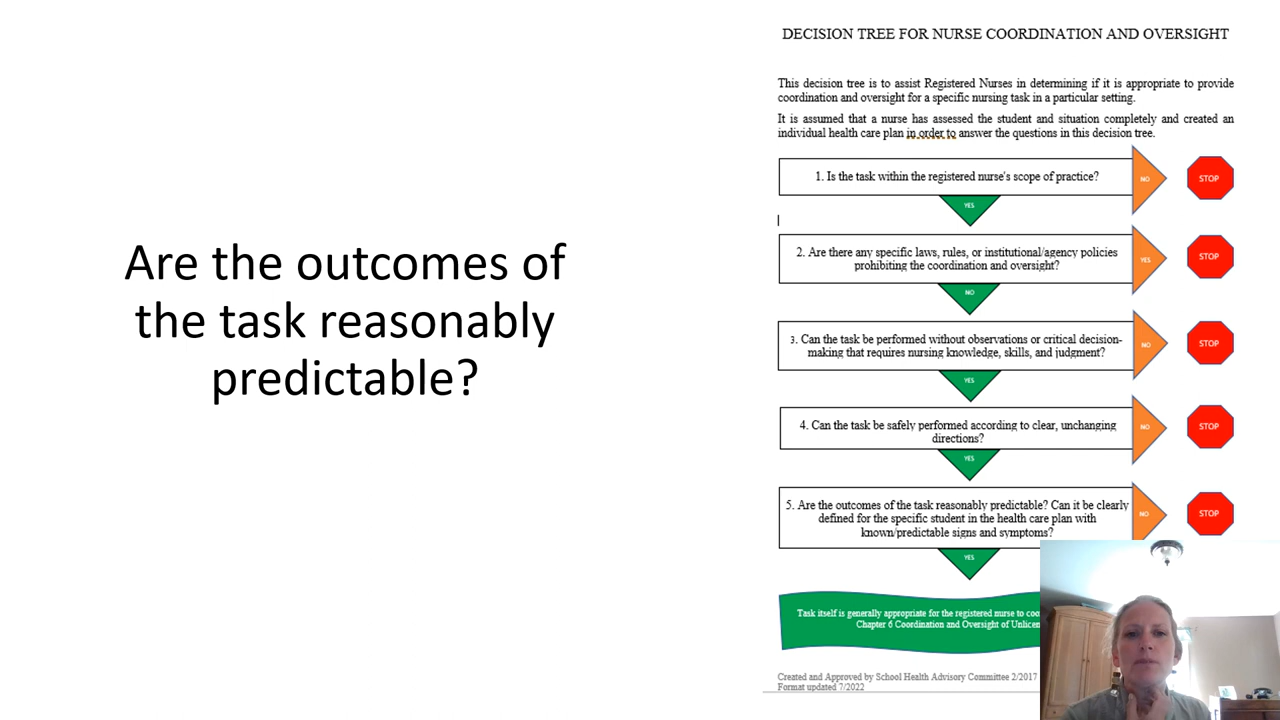 Are the outcomes of
the task reasonably
predictable?
DECISION TREE FOR NURSE COORDINATION AND OVERSIGHT
This decision tree is to assist Registered Nurses in determining if it is appropriate to provide
coordination and oversight for a specific nursing task in a particular setting.
It is assumed that a nurse has assessed the student and situation completely and created an
individual health care plan in order to answer the questions in this decision tree.
1. Is the task within the registered nurse's scope of practice?
NO
STOP
YES
2. Are there any specific laws, rules, or institutional/agency policies
prohibiting the coordination and oversight?
YES
STOP
NO
3. Can the task be performed without observations or critical decision-
making that requires nursing knowledge, skills, and judgment?
NO
STOP
YES
4. Can the task be safely performed according to clear, unchanging
directions?
NO
STOP
YES
5. Are the outcomes of the task reasonably predictable? Can it be clearly
defined for the specific student in the health care plan with
known/predictable signs and symptoms?
NO
STOP
YES
Task itself is generally appropriate for the registered nurse to
Chapter 6 Coordination and Oversight of
Created and Approved by School Health Advisory Committee 2/2017
Format updated 7/2022